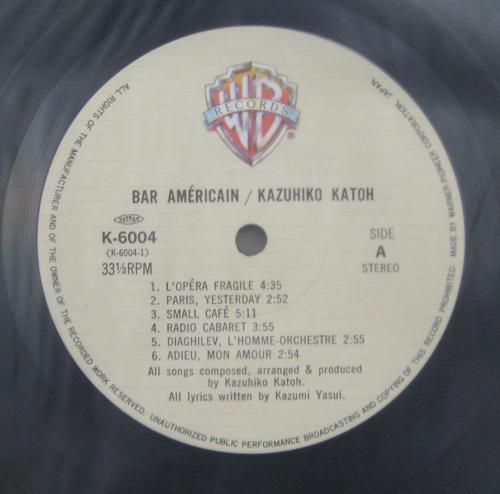 WB
RECORDS
®
BAR AMÉRICAIN / KAZUHIKO KATOH
K-6004
(K-6004-1)
33⅓RPM
SIDE
A
STEREO
1. L'OPÉRA FRAGILE 4:35
2. PARIS, YESTERDAY 2:52
3. SMALL CAFÉ 5:11
4. RADIO CABARET 3:55
5. DIAGHILEV, L'HOMME-ORCHESTRE 2:55
6. ADIEU, MON AMOUR 2:54
All songs composed, arranged & produced
by Kazuhiko Katoh.
All lyrics written by Kazumi Yasui.
ALL RIGHTS OF THE MANUFACTURER AND OF THE OWNER OF THE RECORDED WORK RESERVED. UNAUTHORIZED PUBLIC PERFORMANCE BROADCASTING AND COPYING OF THIS RECORD PROHIBITED. MADE BY WARNER-PIONEER CORPORATION, JAPAN.